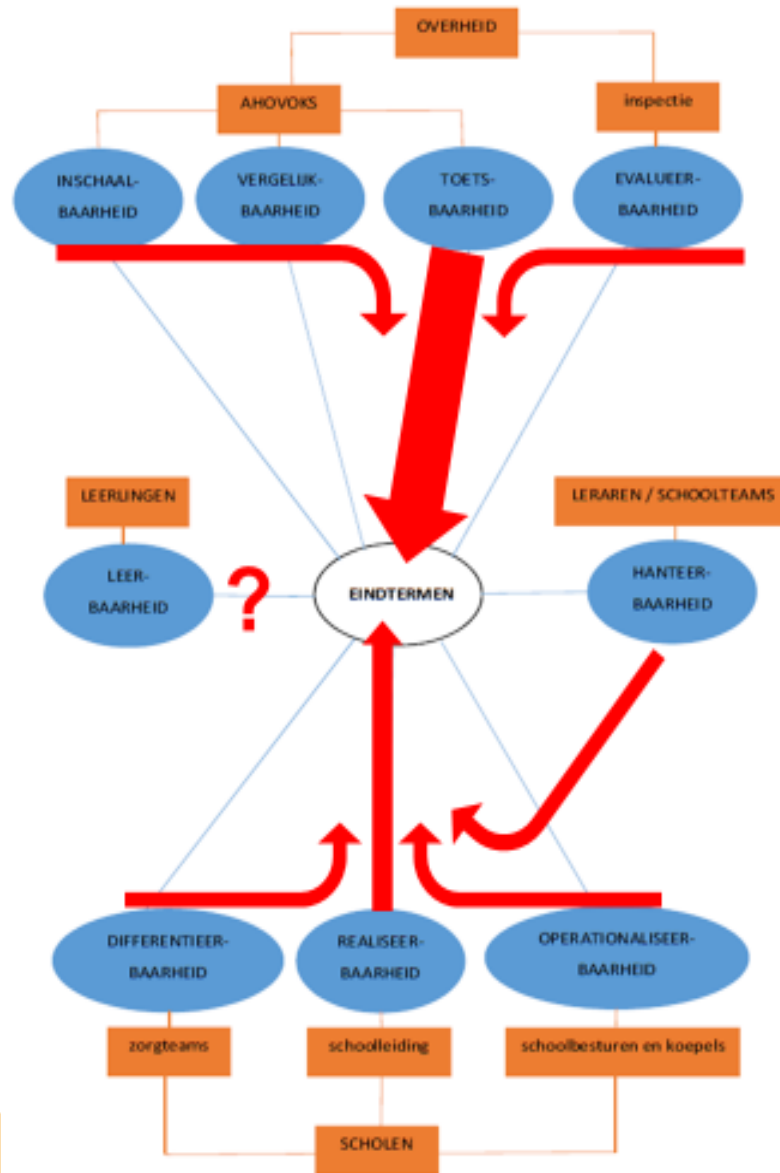 OVERHEID
AHOVOKS
inspectie
INSCHAAL-
BAARHEID
VERGELIJK-
BAARHEID
TOETS-
BAARHEID
EVALUEER-
BAARHEID
LEERLINGEN
LERAREN / SCHOOLTEAMS
LEER-
BAARHEID
?
EINDTERMEN
HANTEER-
BAARHEID
DIFFERENTIEER-
BAARHEID
REALISEER-
BAARHEID
OPERATIONALISEER-
BAARHEID
zorgteams
schoolleiding
schoolbesturen en koepels
SCHOLEN